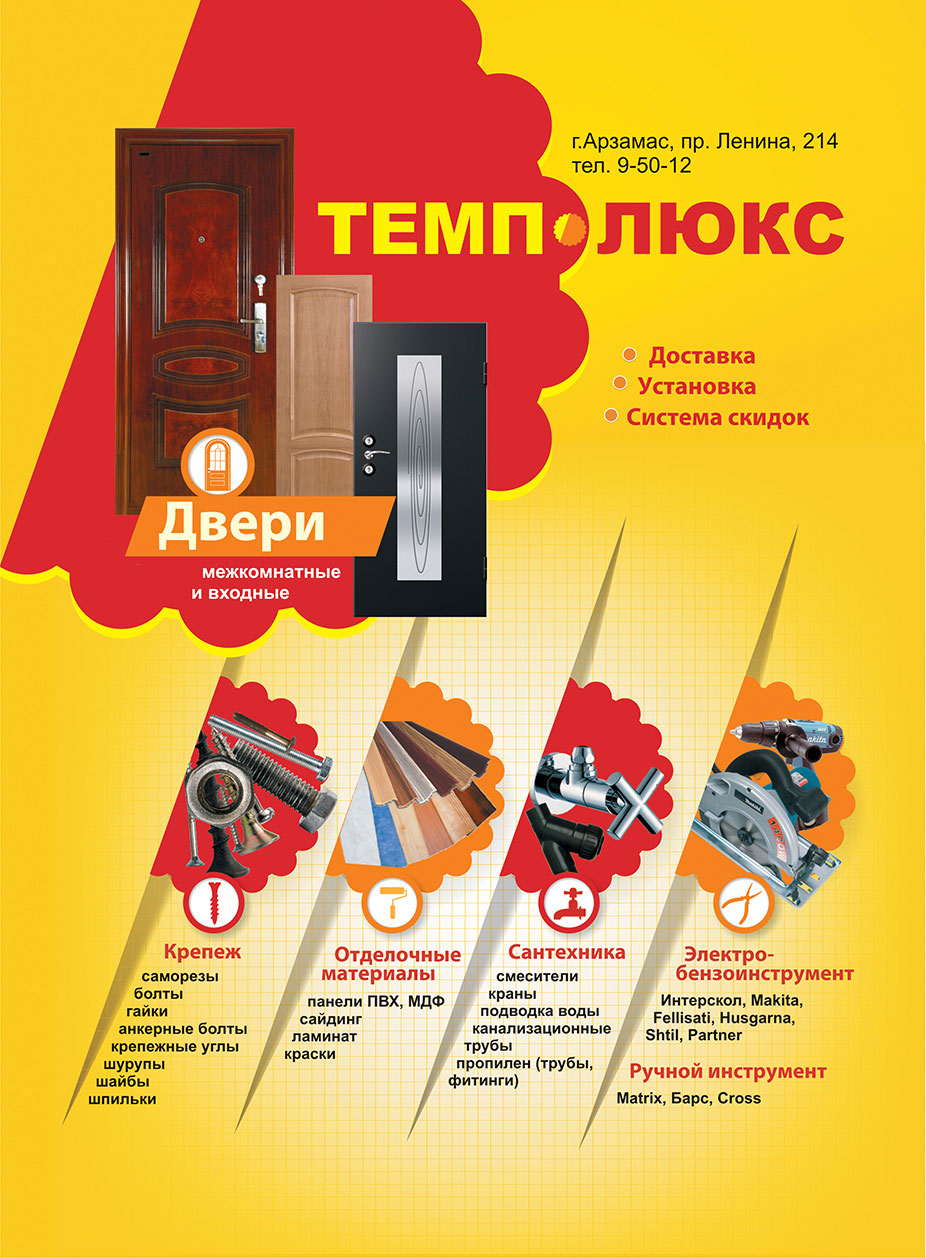 г.Арзамас, пр. Ленина, 214
тел. 9-50-12
ТЕМП ЛЮКС
Доставка
Установка
Система скидок
Двери
межкомнатные
и входные
Крепеж
саморезы
болты
гайки
анкерные болты
крепежные углы
шурупы
шайбы
шпильки
Отделочные
материалы
панели ПВХ, МДФ
сайдинг
ламинат
краски
Сантехника
смесители
краны
подводка воды
канализационные
трубы
пропилен (трубы,
фитинги)
makita
Электро-
бензоинструмент
Интерскол, Makita,
Fellisati, Husgarna,
Shtil, Partner
Ручной инструмент
Matrix, Барс, Cross